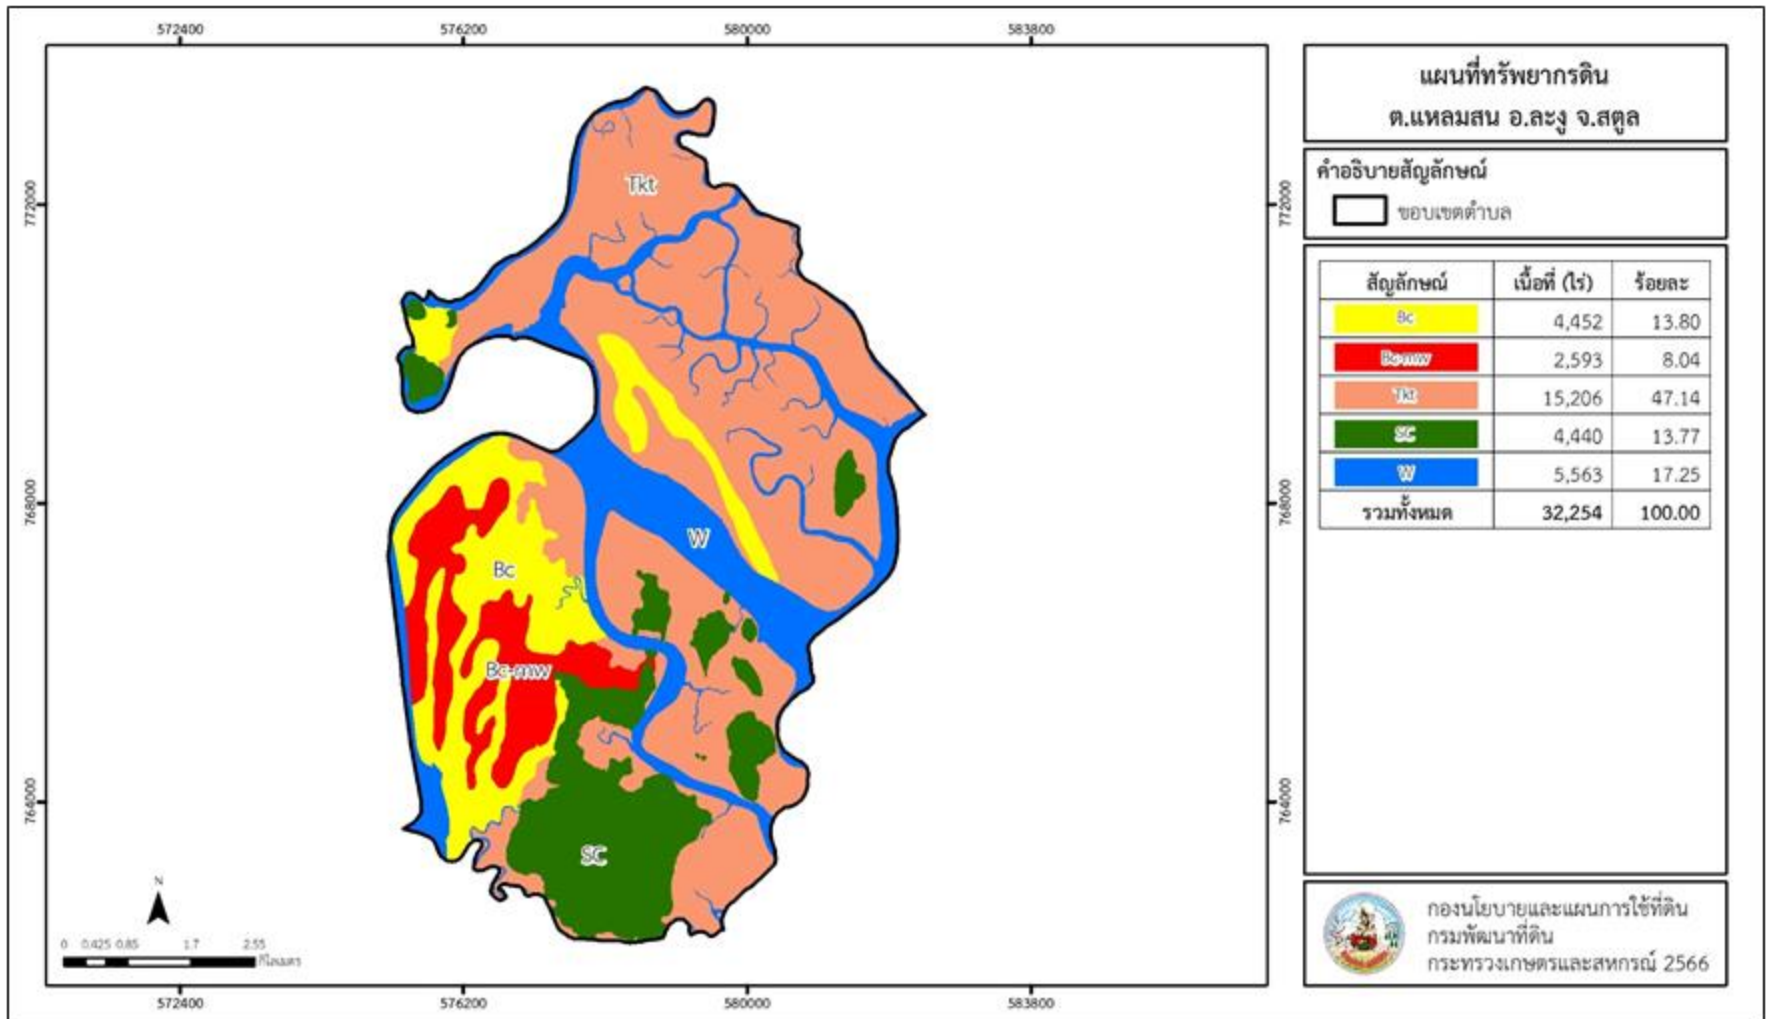 572400 576200 580000 583800
แผนที่ทรัพยากรดิน
ต.แหลมสน อ.ละงู จ.สตูล
คำอธิบายสัญลักษณ์
ขอบเขตตำบล
772000 772000
768000 768000
764000 764000
Tkt
W
Bc
Bc-mw
SC
สัญลักษณ์ เนื้อที่ (ไร่) ร้อยละ
Bc 4,452 13.80
Bc-mw 2,593 8.04
Tkt 15,206 47.14
SC 4,440 13.77
W 5,563 17.25
รวมทั้งหมด 32,254 100.00
N
0 0.425 0.85 1.7 2.55
กิโลเมตร
กองนโยบายและแผนการใช้ที่ดิน
กรมพัฒนาที่ดิน
กระทรวงเกษตรและสหกรณ์ 2566
572400 576200 580000 583800